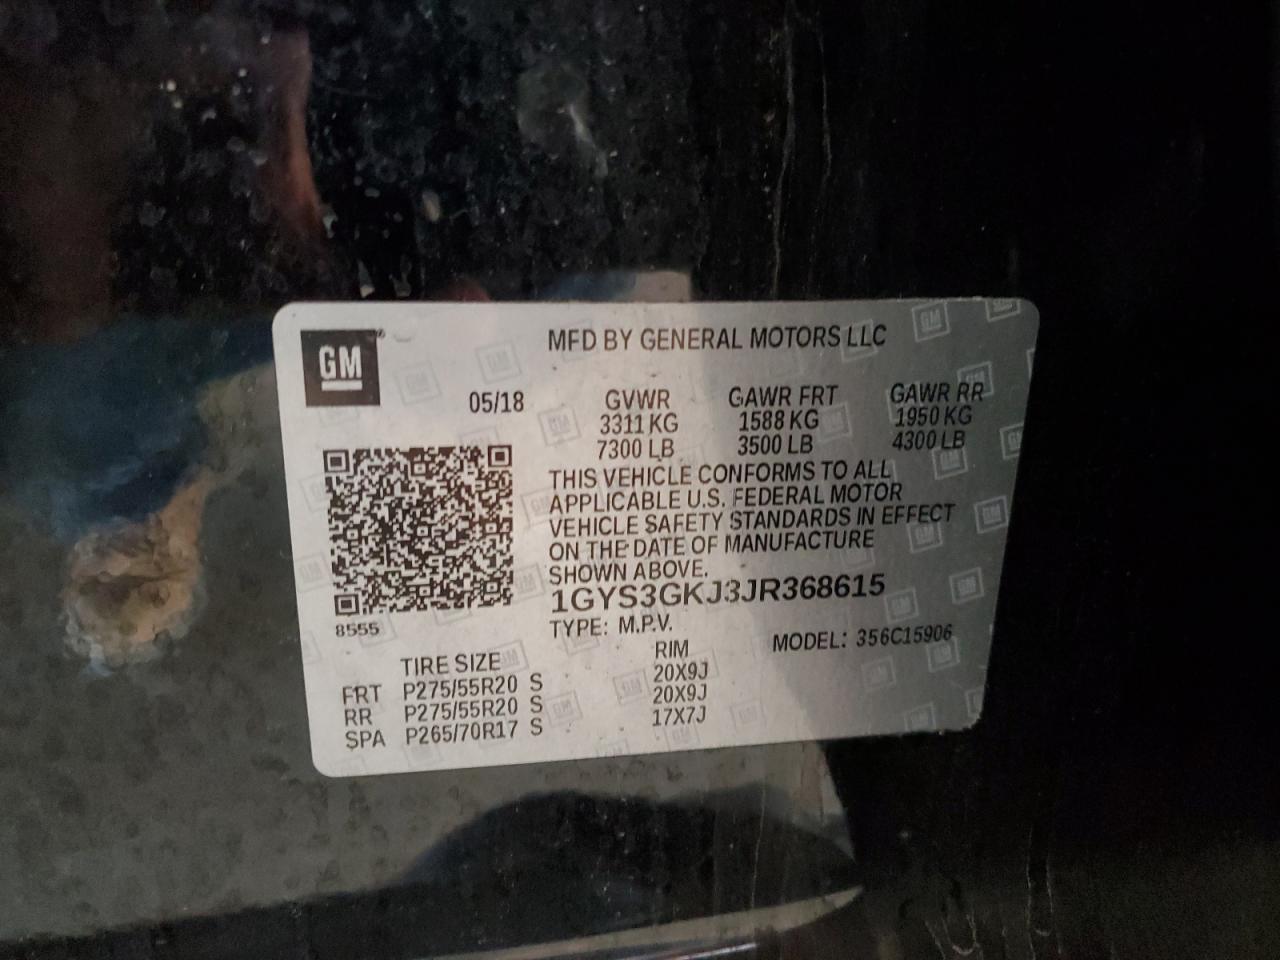 GM
MFD BY GENERAL MOTORS LLC
05/18
GVWR GAWR FRT GAWR RR
3311 KG 1588 KG 1950 KG
7300 LB 3500 LB 4300 LB
THIS VEHICLE CONFORMS TO ALL
APPLICABLE U.S. FEDERAL MOTOR
VEHICLE SAFETY STANDARDS IN EFFECT
ON THE DATE OF MANUFACTURE
SHOWN ABOVE.
1GYS3GKJ3JR368615
8555
TYPE: M.P.V. MODEL: 356C15906
TIRE SIZE RIM
FRT P275/55R20 S 20X9J
RR P275/55R20 S 20X9J
SPA P265/70R17 S 17X7J